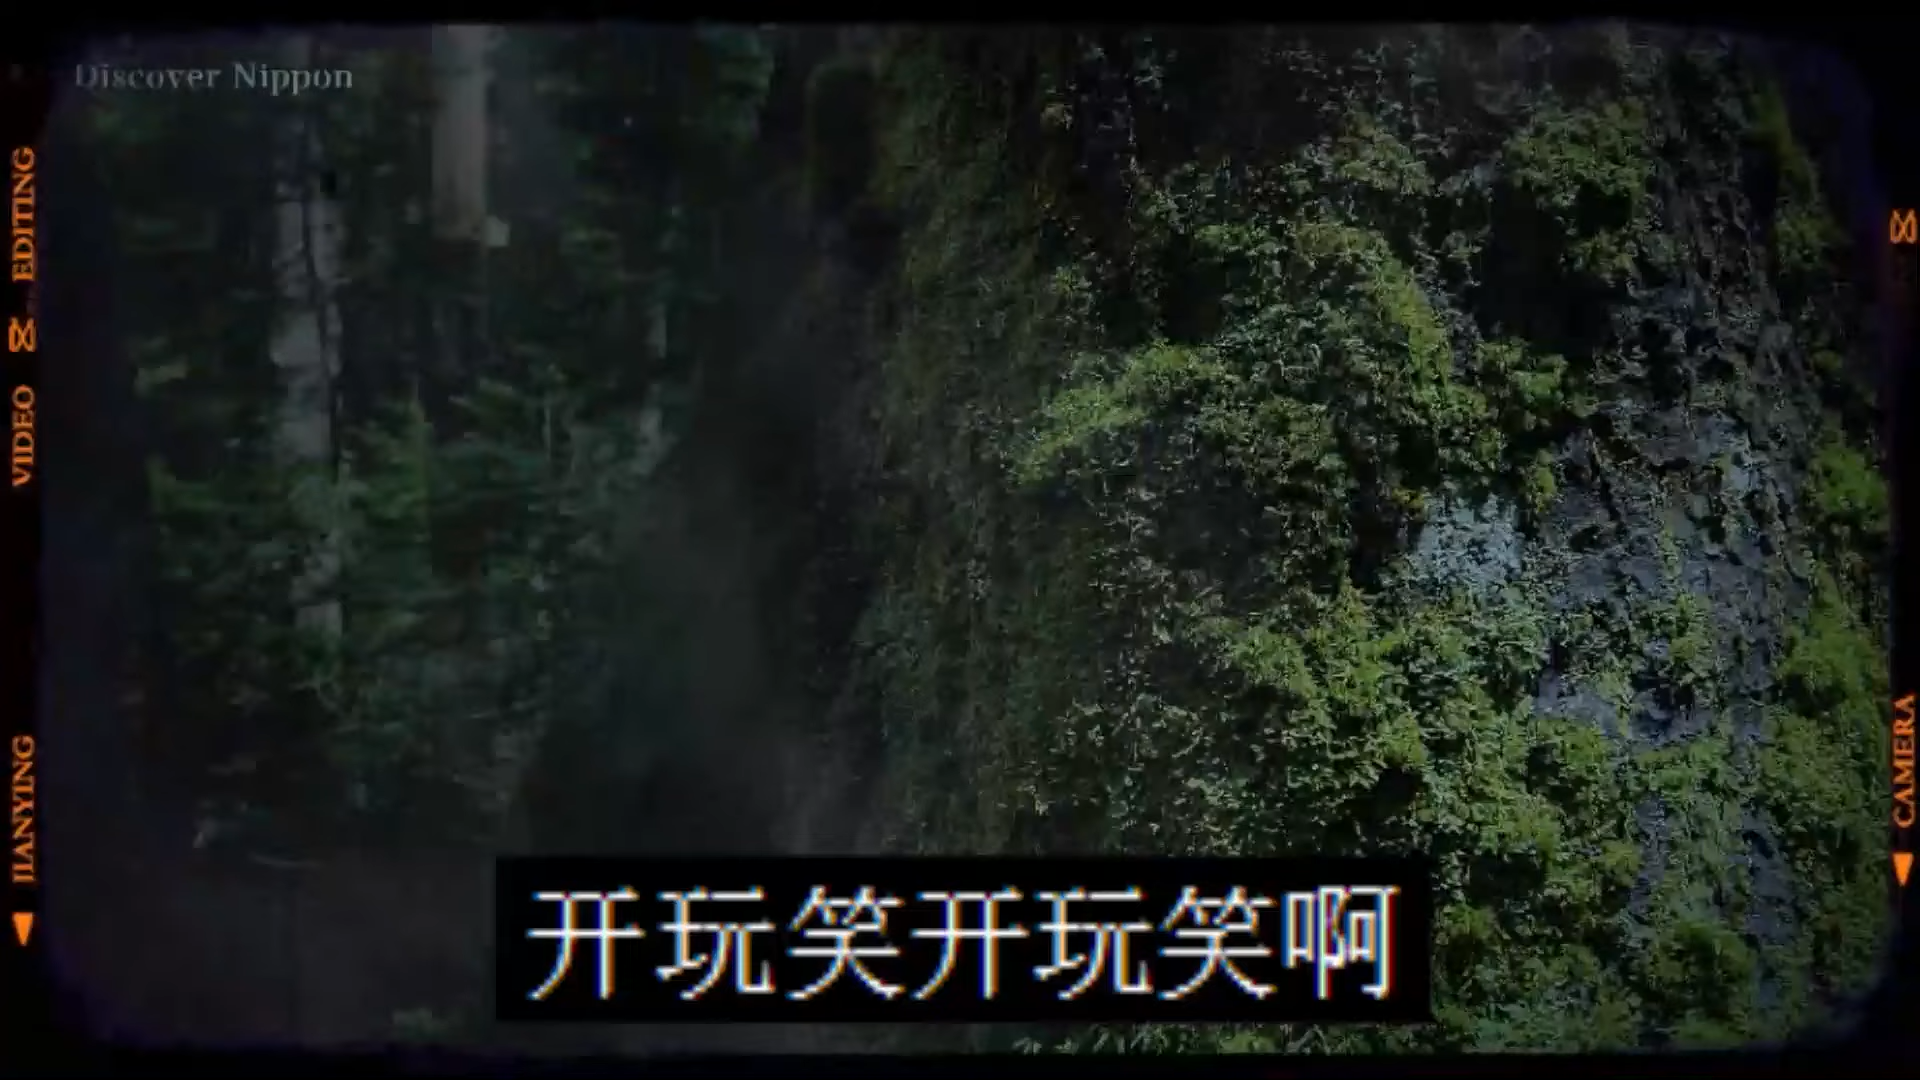 Discover Nippon
EDITING
VIDEO
JIANYING
CAMERA
开玩笑开玩笑啊